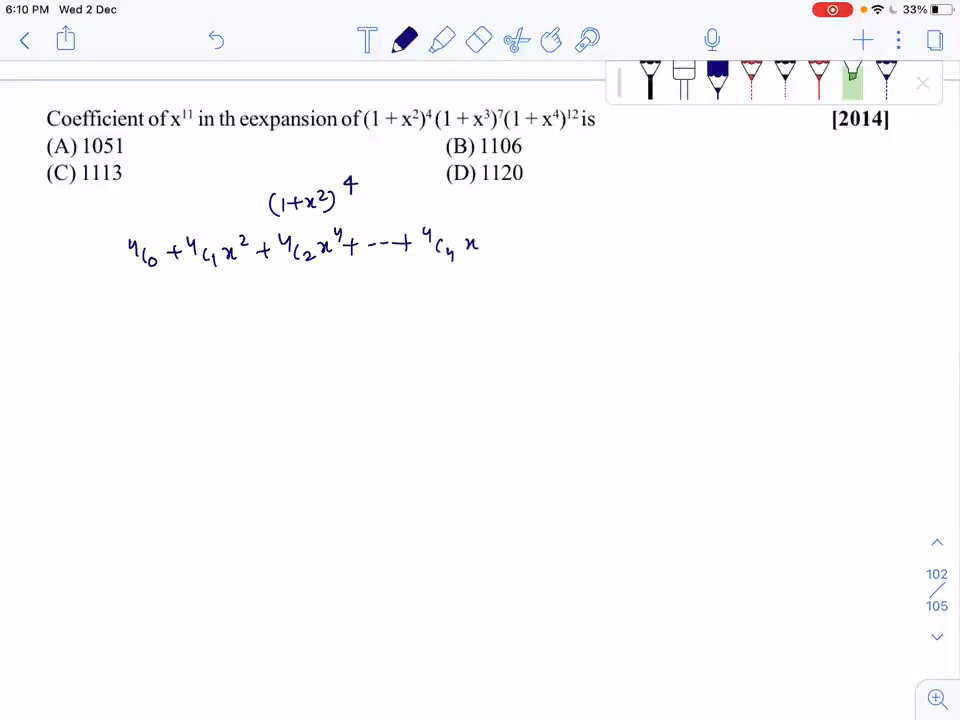 6:10 PM Wed 2 Dec 33%
T
Coefficient of x¹¹ in th eexpansion of (1 + x²)⁴ (1 + x³)⁷(1 + x⁴)¹² is [2014]
(A) 1051 (B) 1106
(C) 1113 (D) 1120
(1+x²)⁴
⁴C₀ + ⁴C₁x² + ⁴C₂x⁴ + --- + ⁴C₄ x
102
/
105